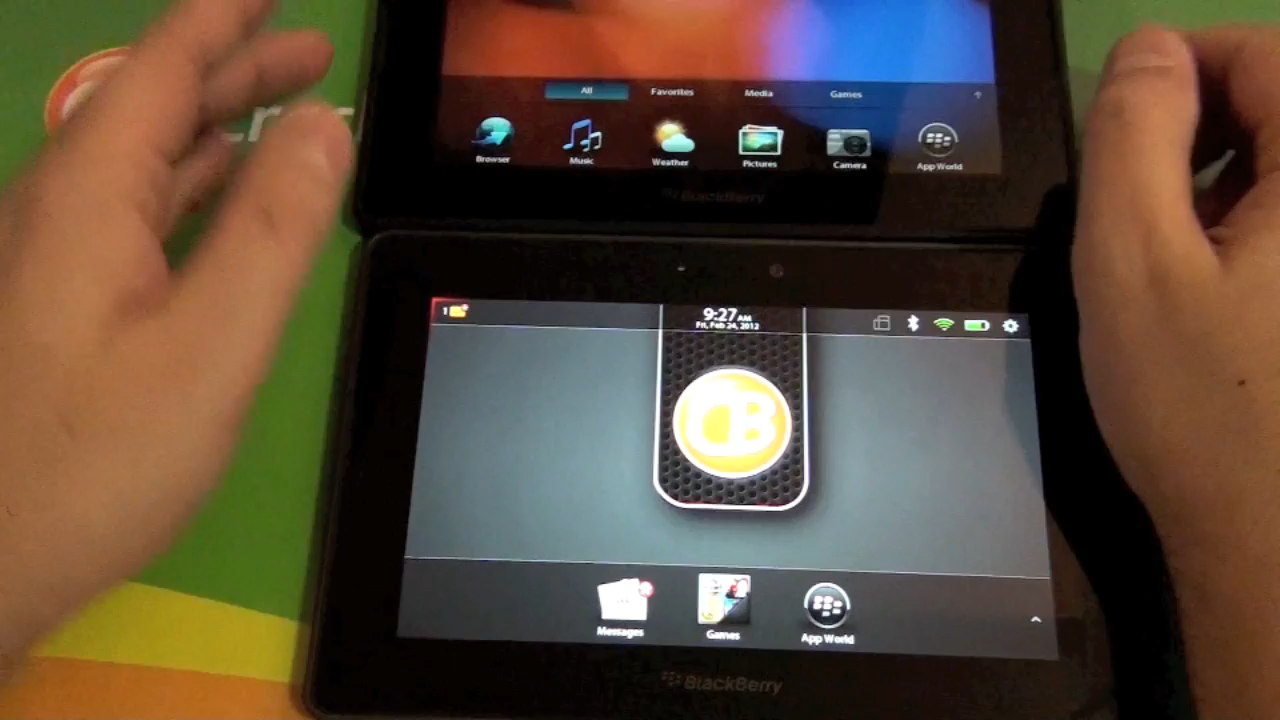 All Favorites Media Games
Browser Music Weather Pictures Camera App World
BlackBerry
1
9:27 AM
Fri, Feb 24, 2012
CB
Messages Games App World
BlackBerry